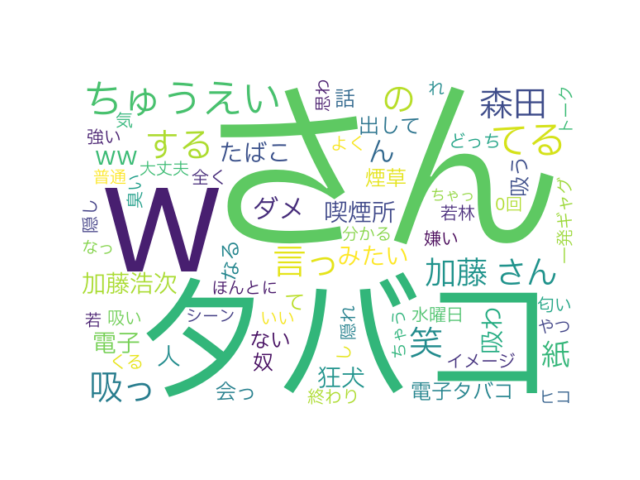 さん
タバコ
w
ちゅうえい
の
森田
てる
する
ん
たばこ
ww
気
強い
大丈夫
普通
臭い
全く
思わ
話
出して
よく
れ
どっち
トーク
煙草
吸う
ちゃっ
0回
一発ギャグ
若林
嫌い
ダメ
喫煙所
分かる
言っ
みたい
加藤 さん
隠し
なっ
なる
加藤浩次
ほんとに
若
吸い
シーン
て
いい
ない
隠れ
し
ちゃう
水曜日
笑
吸わ
匂い
やつ
紙
イメージ
電子
くる
人
奴
吸っ
会っ
狂犬
終わり
電子タバコ
ヒコ